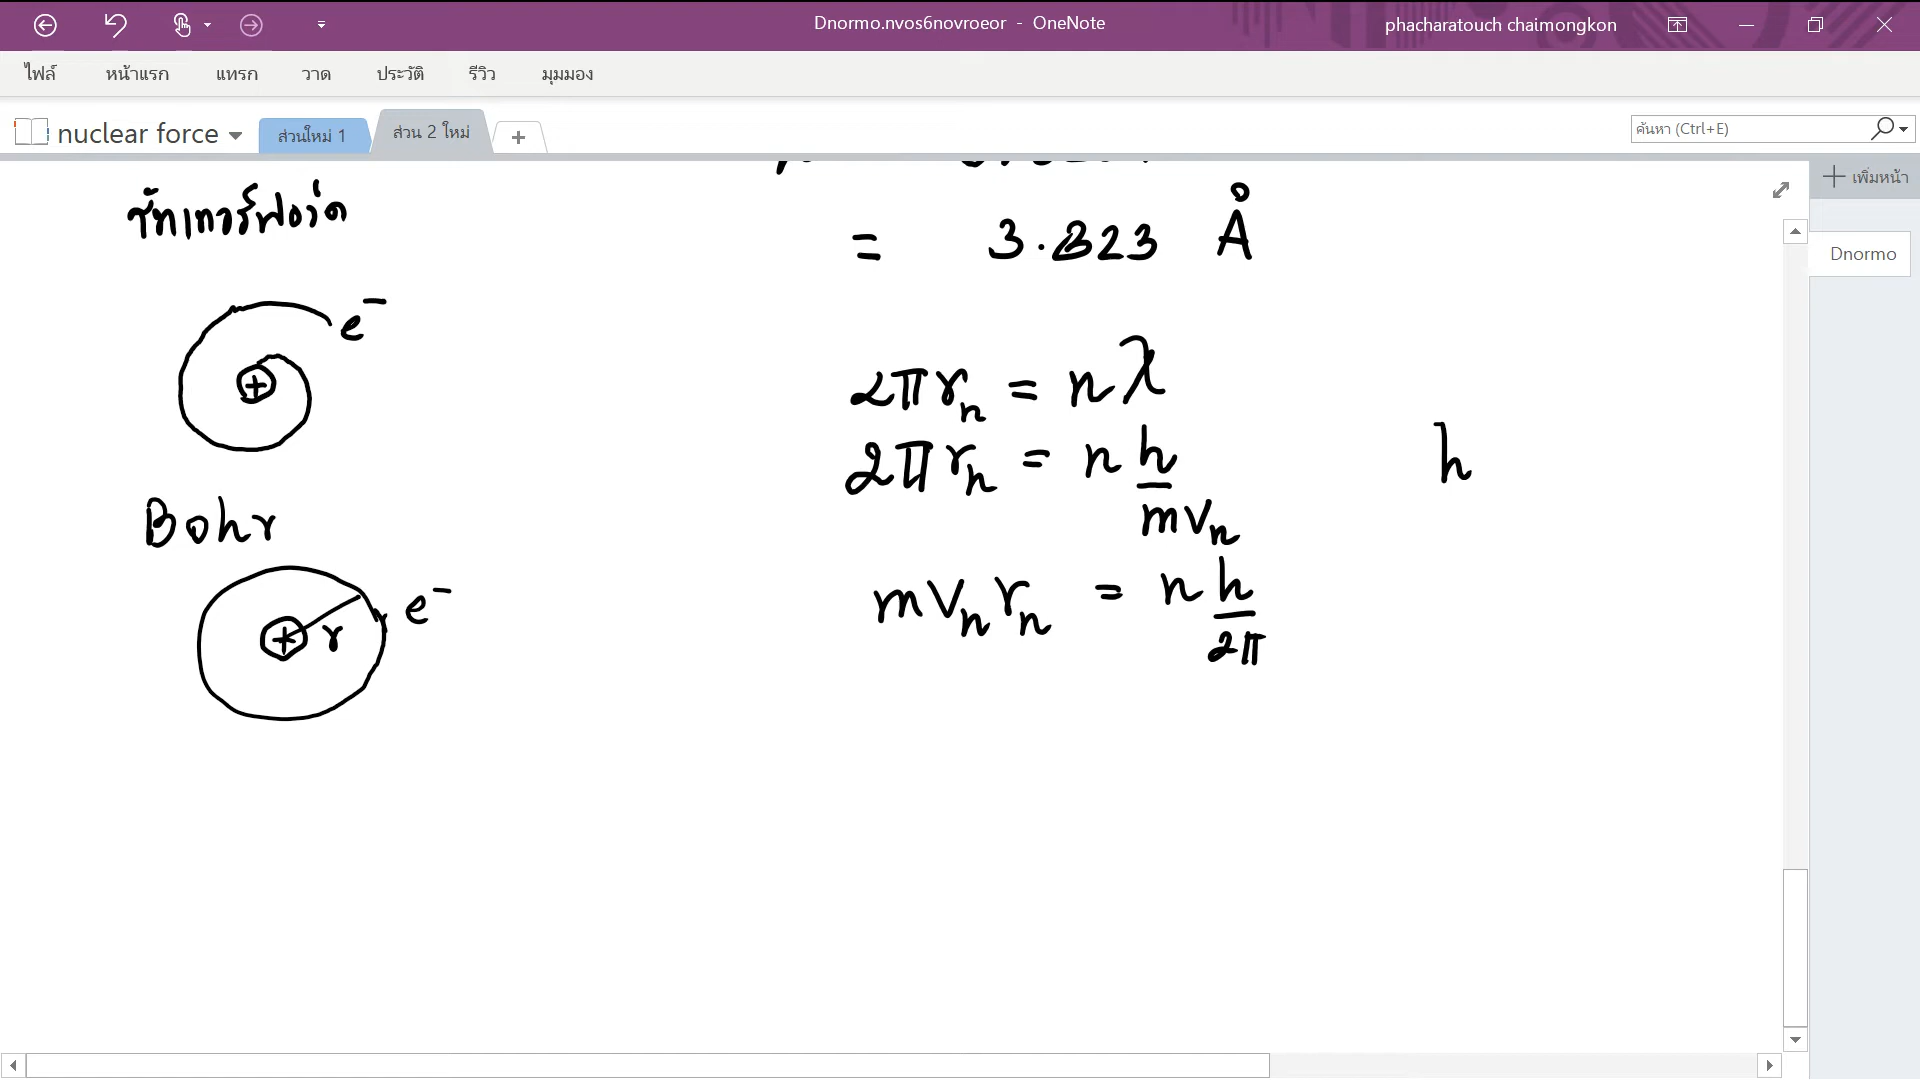 Dnormo.nvos6novroeor - OneNote
phacharatouch chaimongkon
ไฟล์ หน้าแรก แทรก วาด ประวัติ รีวิว มุมมอง
nuclear force
ส่วนใหม่ 1
ส่วน 2 ใหม่
ค้นหา (Ctrl+E)
เพิ่มหน้า
Dnormo
รัทเทอร์ฟอร์ด
= 3.323 Å
e⁻
+
2πrₙ = nλ
2πrₙ = n h/mvₙ
h
Bohr
mvₙrₙ = n h/2π
e⁻
+ r